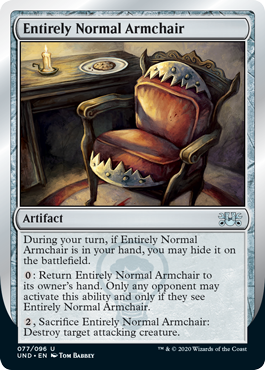 Entirely Normal Armchair
Artifact
During your turn, if Entirely Normal
Armchair is in your hand, you may hide it on
the battlefield.
0: Return Entirely Normal Armchair to
its owner's hand. Only any opponent may
activate this ability and only if they see
Entirely Normal Armchair.
2, Sacrifice Entirely Normal Armchair:
Destroy target attacking creature.
077/096 U
UND • EN Tom Babbey
™ & © 2020 Wizards of the Coast